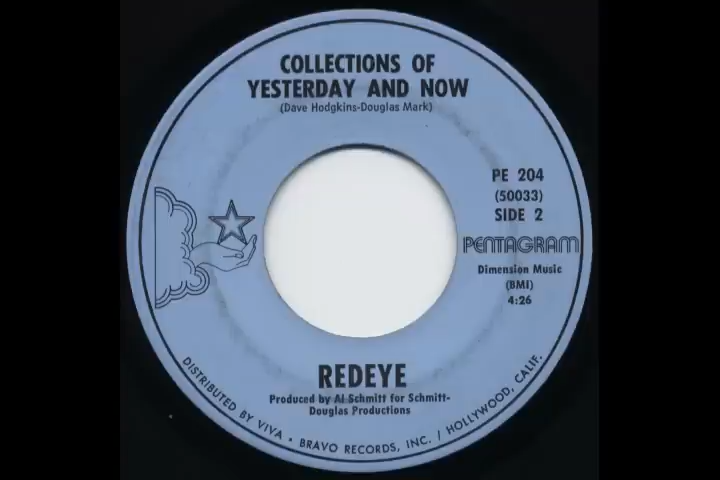 COLLECTIONS OF
YESTERDAY AND NOW
(Dave Hodgkins-Douglas Mark)
PE 204
(50033)
SIDE 2
PENTAGRAM
Dimension Music
(BMI)
4:26
REDEYE
Produced by Al Schmitt for Schmitt-
Douglas Productions
DISTRIBUTED BY VIVA • BRAVO RECORDS, INC. / HOLLYWOOD, CALIF.